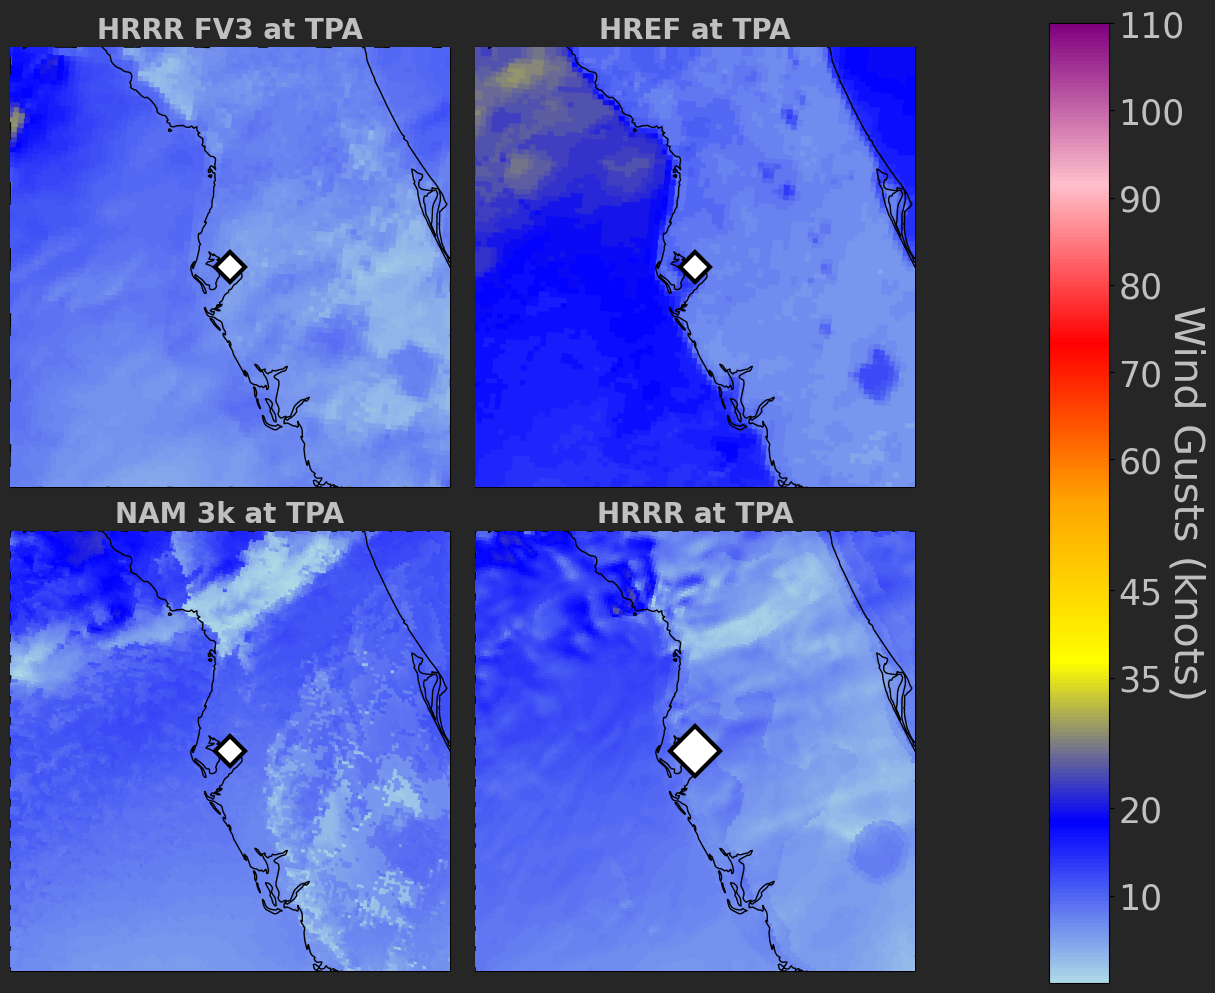 HRRR FV3 at TPA
HREF at TPA
NAM 3k at TPA
HRRR at TPA
110
100
90
80
70
60
45
35
20
10
Wind Gusts (knots)